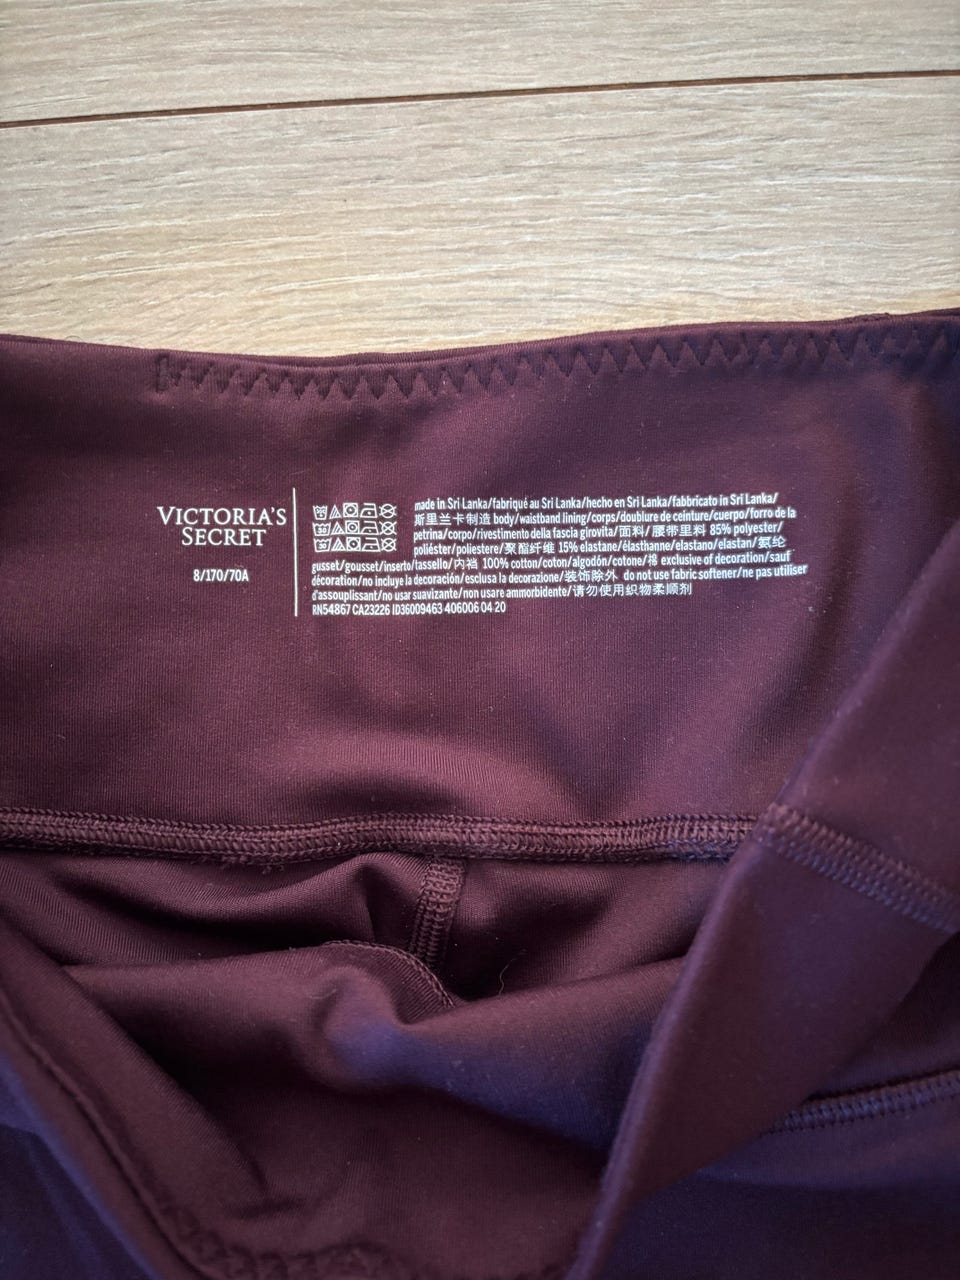 VICTORIA'S
SECRET
8/170/70A
made in Sri Lanka/fabriqué au Sri Lanka/hecho en Sri Lanka/fabbricato in Sri Lanka/
斯里兰卡制造 body/waistband lining/corps/doublure de ceinture/cuerpo/forro de la
petrina/corpo/rivestimento della fascia girovita/面料/ 腰带里料 85% polyester/
poliéster/poliestere/聚酯纤维 15% elastane/élasthanne/elastano/elastan/氨纶
gusset/gousset/inserto/tassello/内裆 100% cotton/coton/algodón/cotone/棉 exclusive of decoration/sauf
décoration/no incluye la decoración/esclusa la decorazione/装饰除外 do not use fabric softener/ne pas utiliser
d'assouplissant/no usar suavizante/non usare ammorbidente/请勿使用织物柔顺剂
RN54867 CA23226 ID36009463 406006 04 20